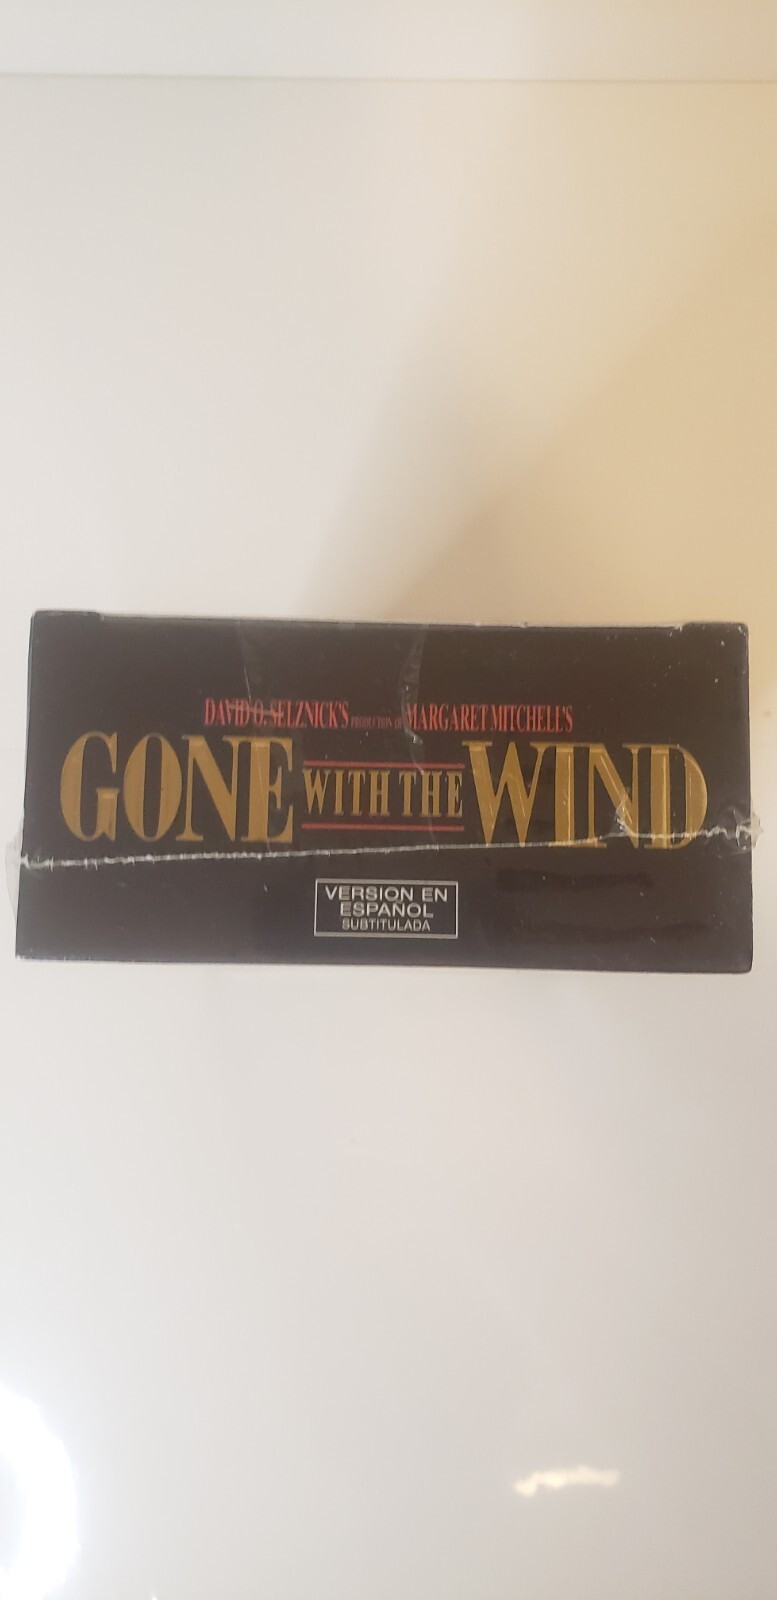 DAVID O. SELZNICK'S PRODUCTION OF MARGARET MITCHELL'S
GONE WITH THE WIND
VERSION EN
ESPAÑOL
SUBTITULADA